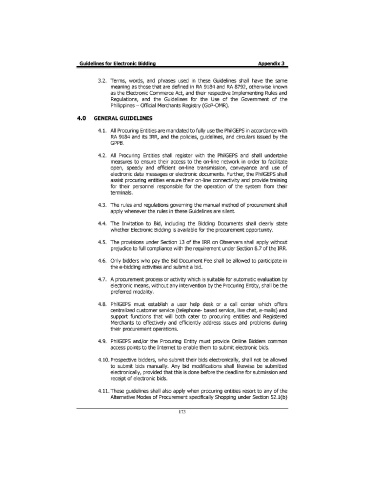 Guidelines for Electronic Bidding Appendix 3
3.2. Terms, words, and phrases used in these Guidelines shall have the same
meaning as those that are defined in RA 9184 and RA 8792, otherwise known
as the Electronic Commerce Act, and their respective Implementing Rules and
Regulations, and the Guidelines for the Use of the Government of the
Philippines – Official Merchants Registry (GoP-OMR).
4.0 GENERAL GUIDELINES
4.1. All Procuring Entities are mandated to fully use the PhilGEPS in accordance with
RA 9184 and its IRR, and the policies, guidelines, and circulars issued by the
GPPB.
4.2. All Procuring Entities shall register with the PhilGEPS and shall undertake
measures to ensure their access to the on-line network in order to facilitate
open, speedy and efficient on-line transmission, conveyance and use of
electronic data messages or electronic documents. Further, the PhilGEPS shall
assist procuring entities ensure their on-line connectivity and provide training
for their personnel responsible for the operation of the system from their
terminals.
4.3. The rules and regulations governing the manual method of procurement shall
apply whenever the rules in these Guidelines are silent.
4.4. The Invitation to Bid, including the Bidding Documents shall clearly state
whether Electronic Bidding is available for the procurement opportunity.
4.5. The provisions under Section 13 of the IRR on Observers shall apply without
prejudice to full compliance with the requirement under Section 8.7 of the IRR.
4.6. Only bidders who pay the Bid Document Fee shall be allowed to participate in
the e-bidding activities and submit a bid.
4.7. A procurement process or activity which is suitable for automatic evaluation by
electronic means, without any intervention by the Procuring Entity, shall be the
preferred modality.
4.8. PhilGEPS must establish a user help desk or a call center which offers
centralized customer service (telephone- based service, live chat, e-mails) and
support functions that will both cater to procuring entities and Registered
Merchants to effectively and efficiently address issues and problems during
their procurement operations.
4.9. PhilGEPS and/or the Procuring Entity must provide Online Bidders common
access points to the Internet to enable them to submit electronic bids.
4.10. Prospective bidders, who submit their bids electronically, shall not be allowed
to submit bids manually. Any bid modifications shall likewise be submitted
electronically, provided that this is done before the deadline for submission and
receipt of electronic bids.
4.11. These guidelines shall also apply when procuring entities resort to any of the
Alternative Modes of Procurement specifically Shopping under Section 52.1(b)
173